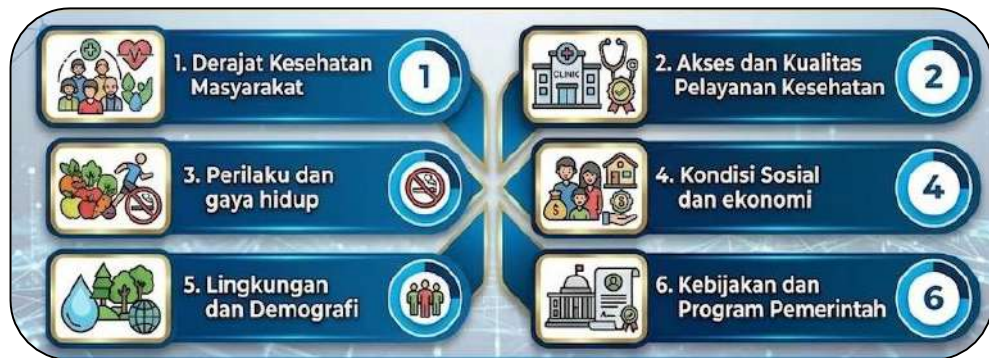 1. Derajat Kesehatan
Masyarakat
1
CLINIC
2. Akses dan Kualitas
Pelayanan Kesehatan
2
3. Perilaku dan
gaya hidup
$
$
4. Kondisi Sosial
dan ekonomi
4
5. Lingkungan
dan Demografi
6. Kebijakan dan
Program Pemerintah
6